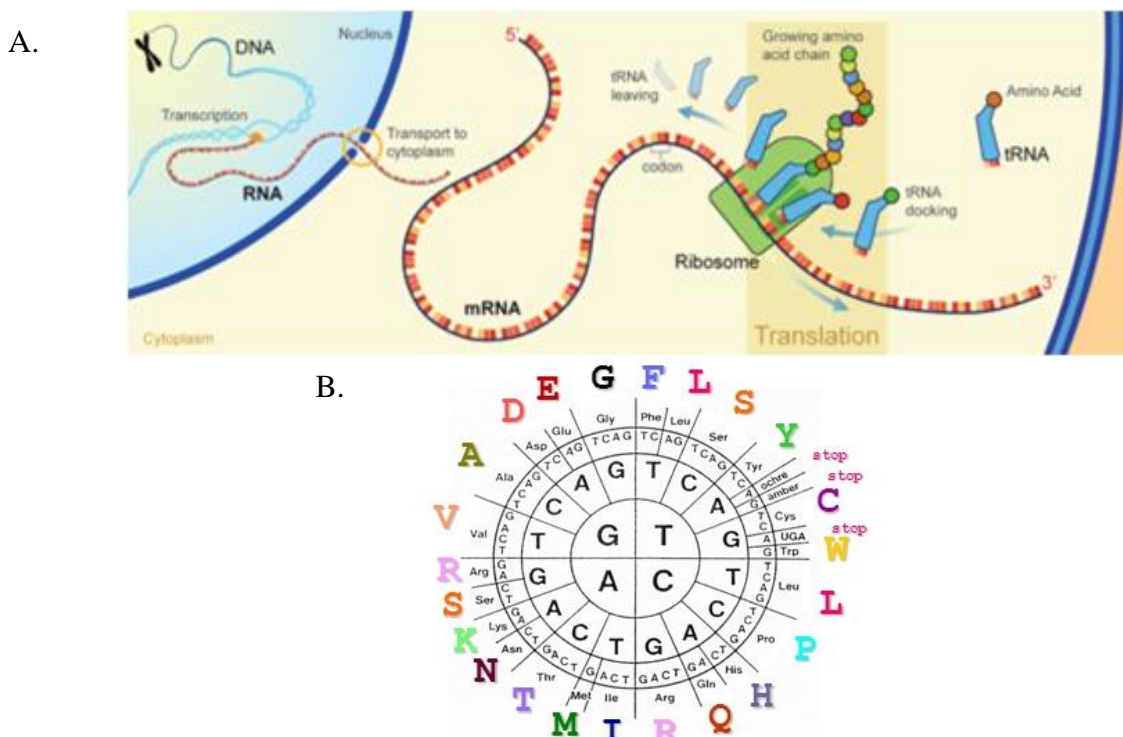 A.
DNA
Nucleus
Transcription
RNA
Transport to
cytoplasm
Cytoplasm
5'
mRNA
codon
tRNA
leaving
Growing amino
acid chain
Amino Acid
tRNA
tRNA
docking
Ribosome
Translation
3'
B.
G F L S Y stop stop C stop W L P H Q R I M T N K S R V A D E
Gly Phe Leu Ser Tyr ochre amber Cys UGA Trp Leu Pro His Gln Arg Ile Met Thr Asn Lys Ser Arg Val Ala Asp Glu
T C A G T C A G T C A G T C A G T C A G T C A G T C A G T C A G T C A G T C A G T C A G T C A G T C A G T C A G T C A G T C A G
T C A G T C A G T C A G T C A G
G T
A C